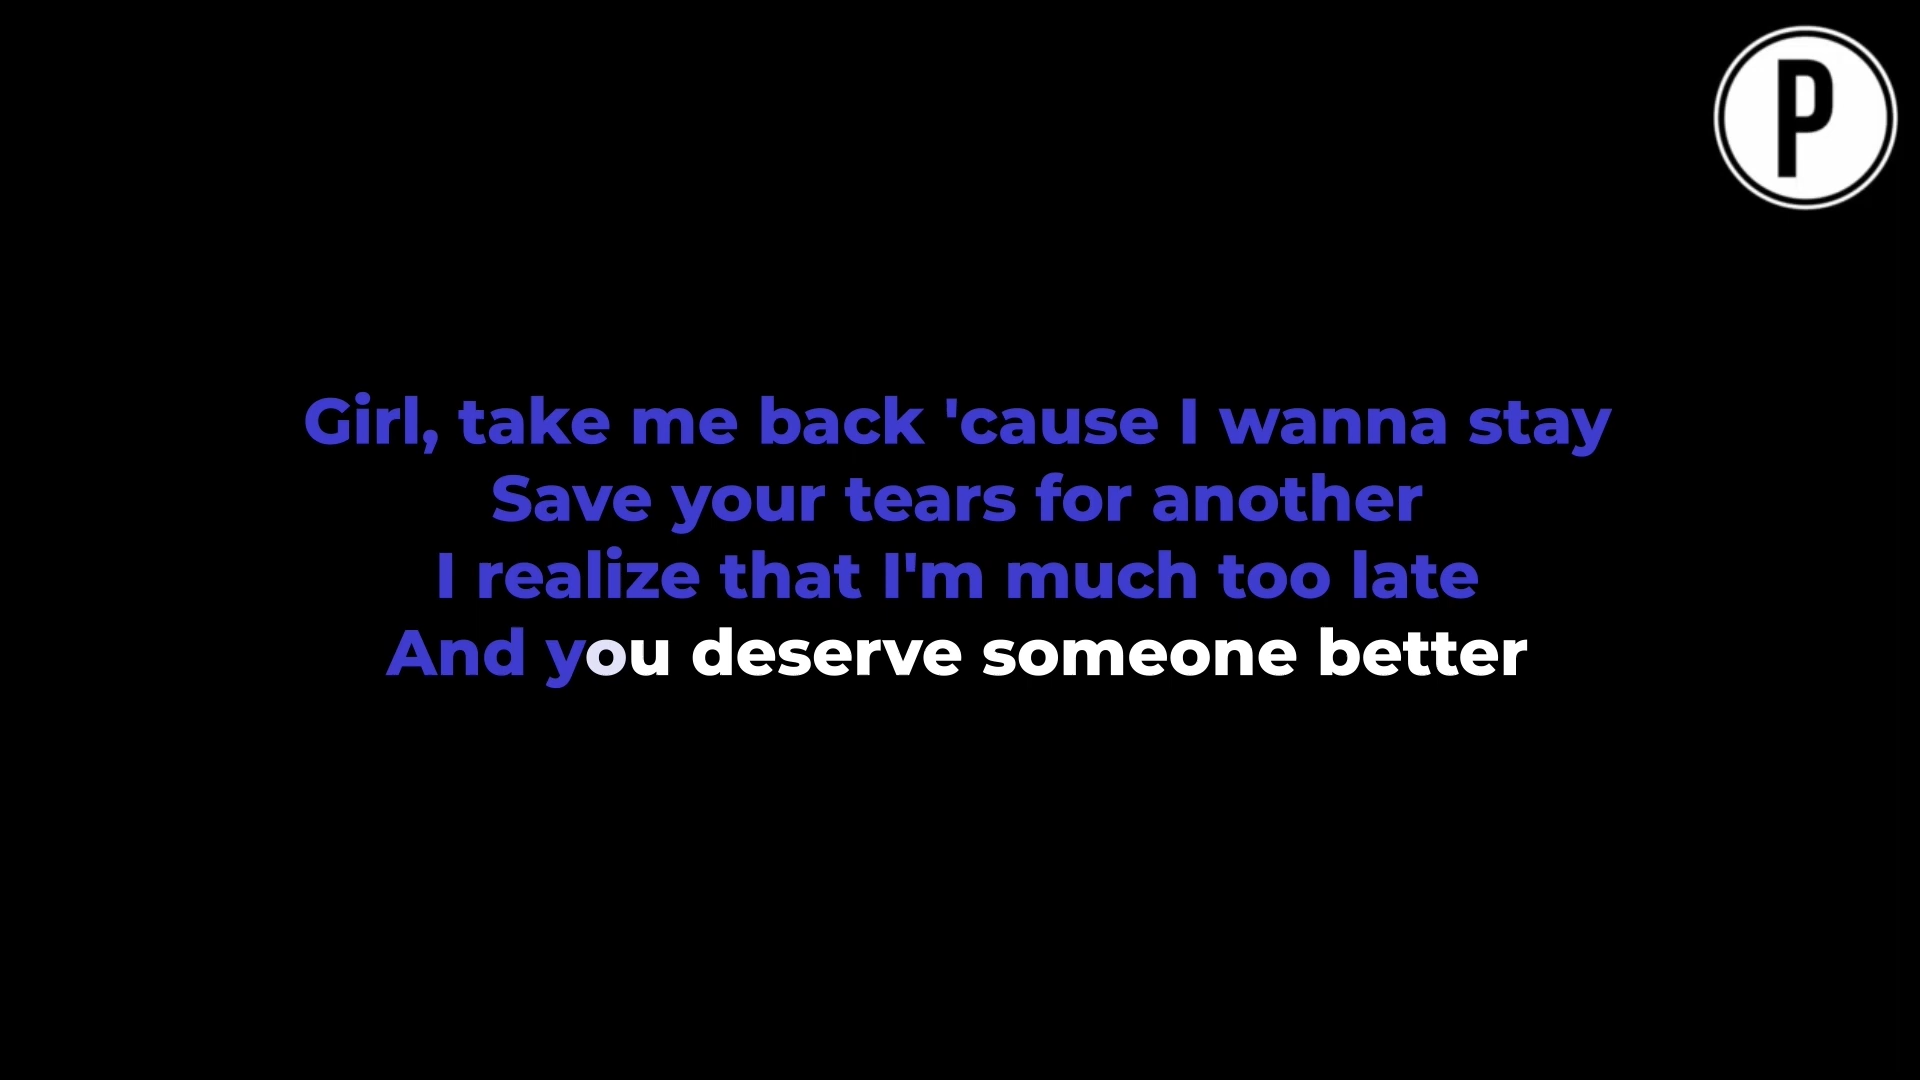 P
Girl, take me back 'cause I wanna stay
Save your tears for another
I realize that I'm much too late
And you deserve someone better